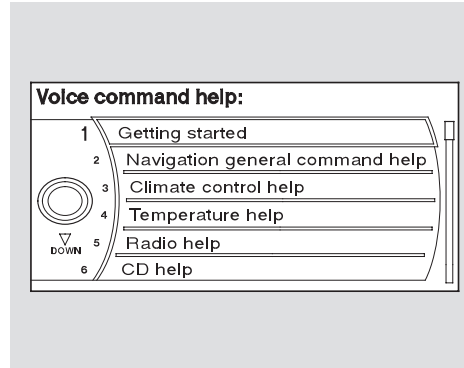 Voice command help:
1 Getting started
2 Navigation general command help
3 Climate control help
4 Temperature help
DOWN 5 Radio help
6 CD help